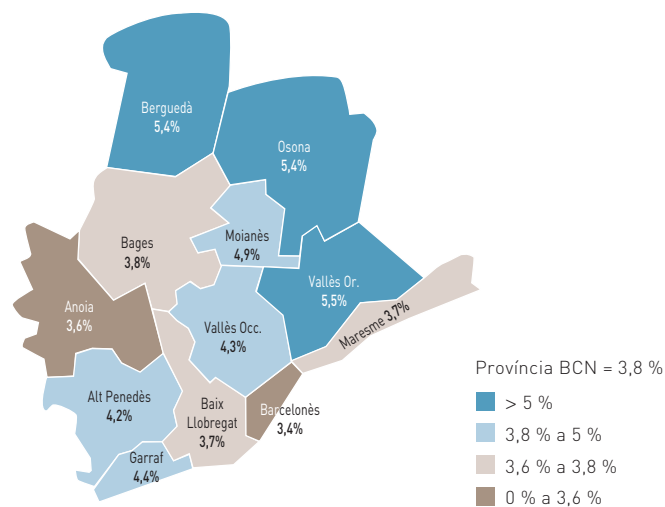 Berguedà
5,4%
Osona
5,4%
Bages
3,8%
Moianès
4,9%
Vallès Or.
5,5%
Anoia
3,6%
Maresme 3,7%
Vallès Occ.
4,3%
Alt Penedès
4,2%
Baix
Llobregat
3,7%
Barcelonès
3,4%
Garraf
4,4%
Província BCN = 3,8 %
> 5 %
3,8 % a 5 %
3,6 % a 3,8 %
0 % a 3,6 %